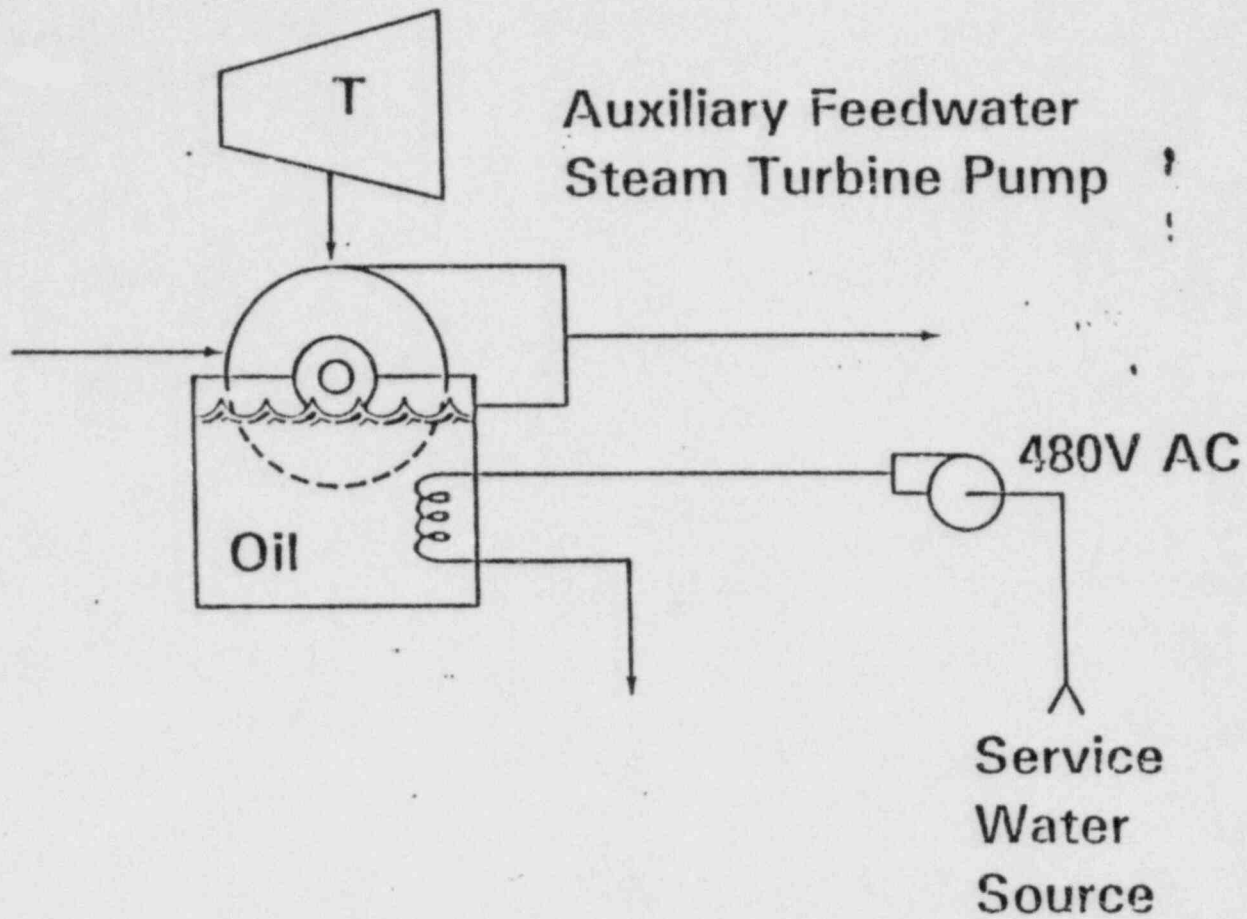 T
Auxiliary Feedwater
Steam Turbine Pump
480V AC
Oil
Service
Water
Source